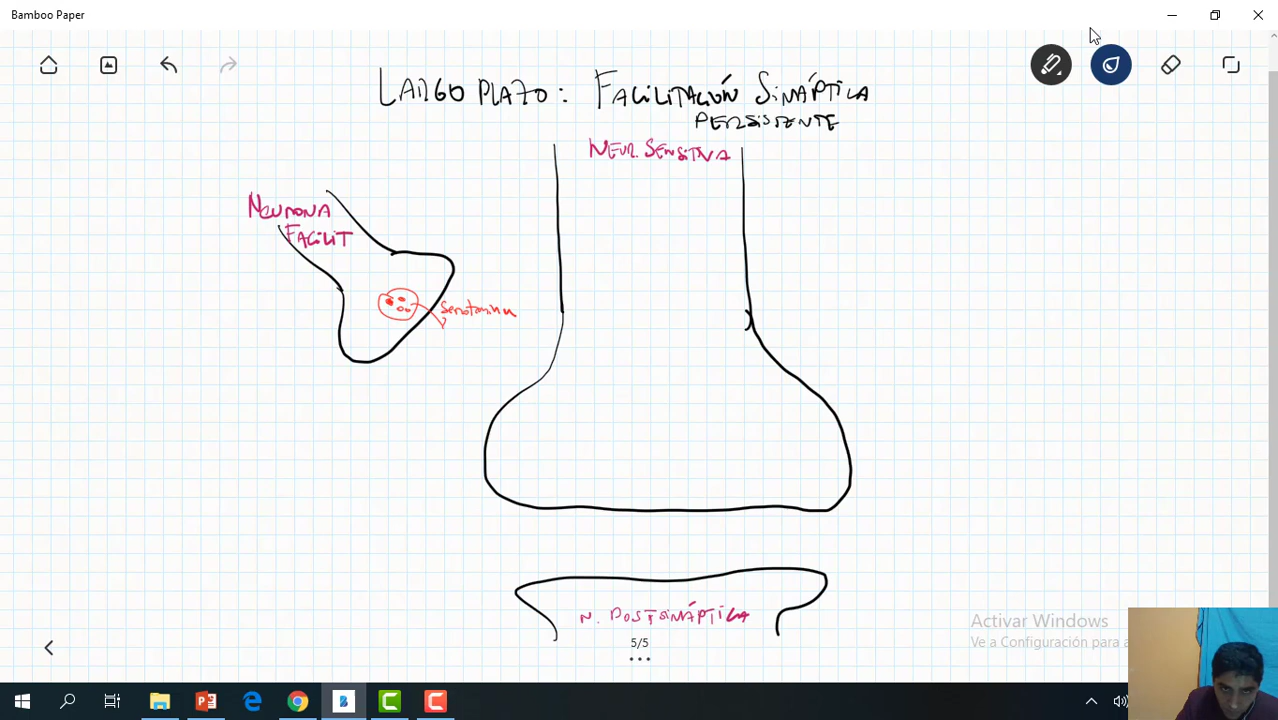 Bamboo Paper
LARGO PLAZO: FACILITACIÓN SINÁPTICA
PERSISTENTE
NEUR. SENSITIVA
NEURONA
FACILIT
Serotonina
N. POSTSINÁPTICA
5/5
Activar Windows
Ve a Configuración para a